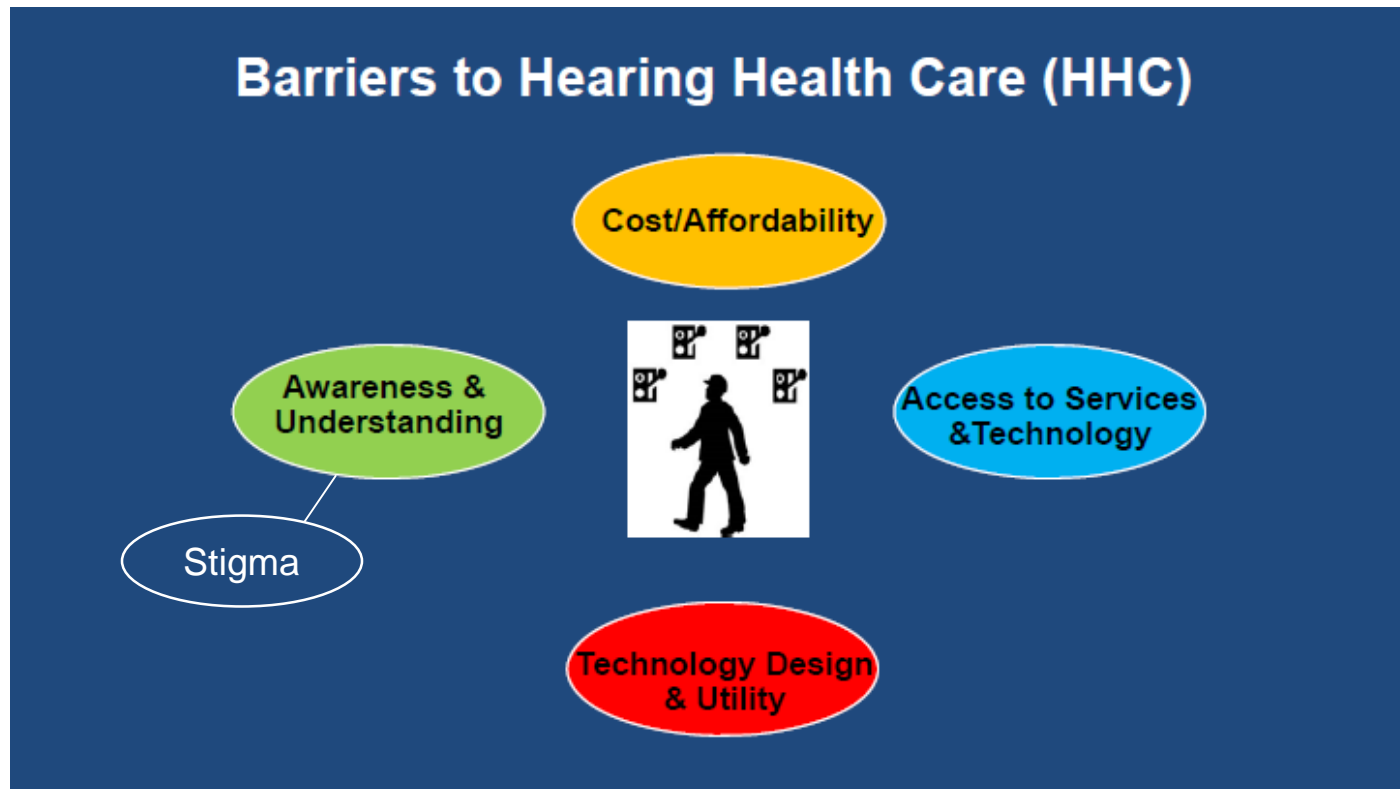 Barriers to Hearing Health Care (HHC)
Cost/Affordability
Awareness &
Understanding
Access to Services
&Technology
Stigma
Technology Design
& Utility